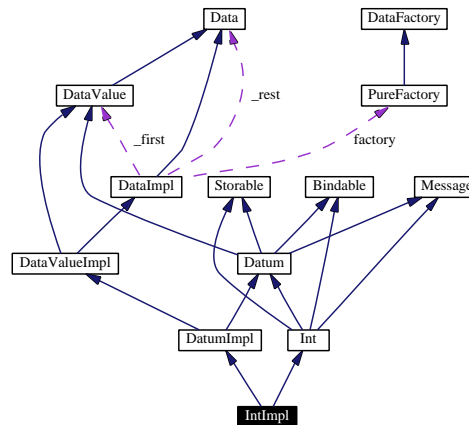 Data
DataFactory
DataValue
_rest
PureFactory
_first
factory
DataImpl
Storable
Bindable
Message
DataValueImpl
Datum
DatumImpl
Int
IntImpl